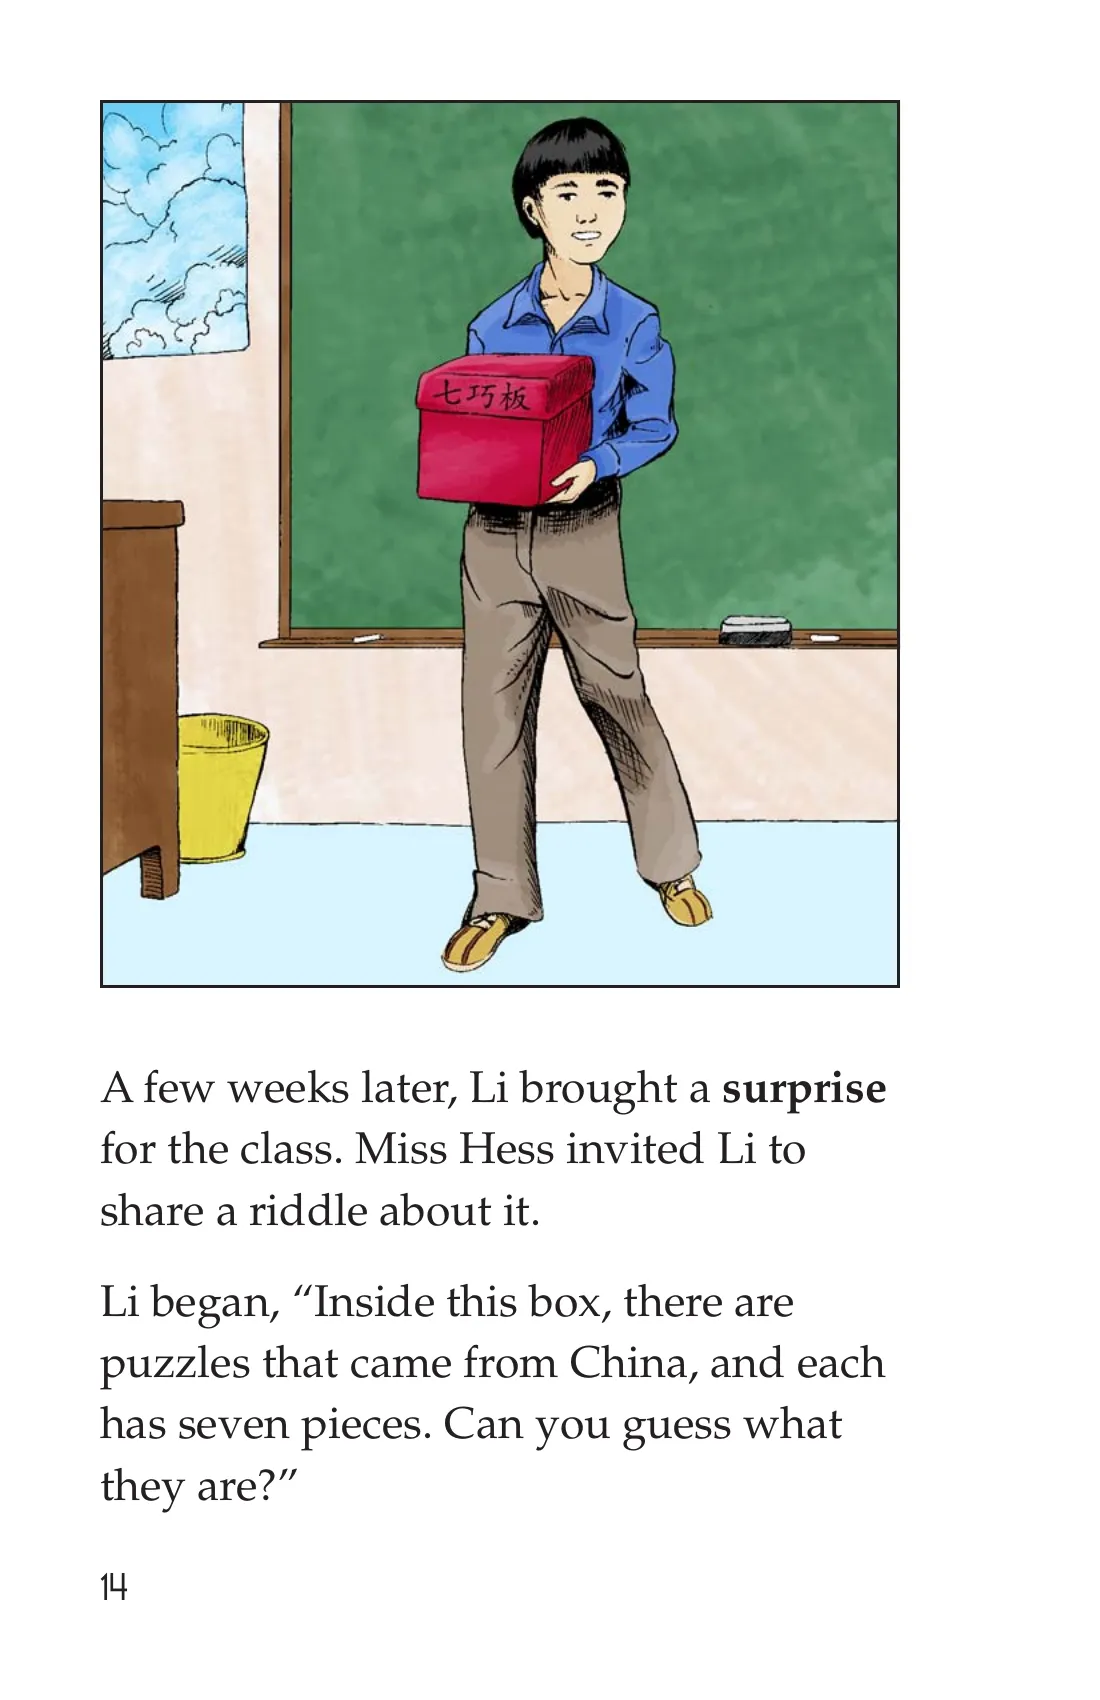 七巧板
A few weeks later, Li brought a surprise
for the class. Miss Hess invited Li to
share a riddle about it.
Li began, “Inside this box, there are
puzzles that came from China, and each
has seven pieces. Can you guess what
they are?”
14